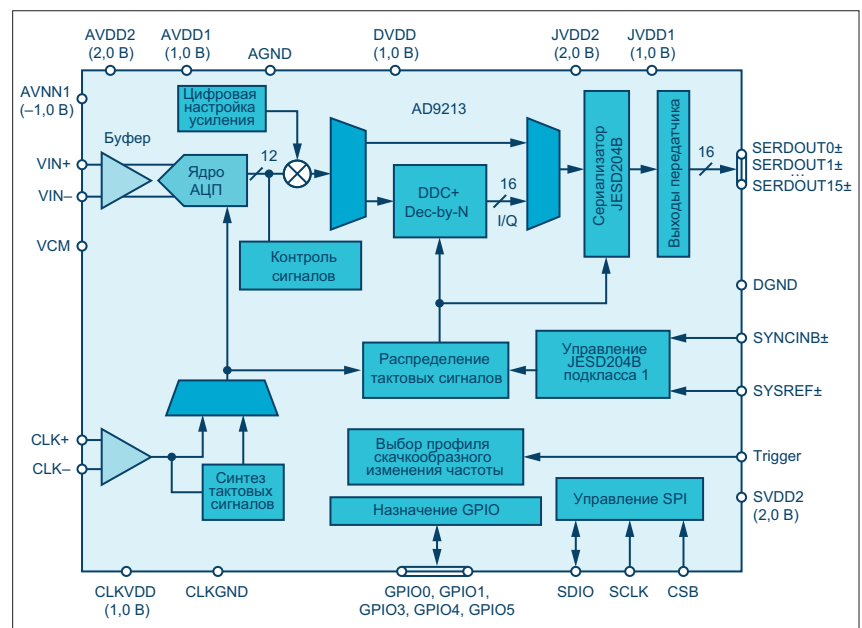 AVDD2
(2,0 В)
AVDD1
(1,0 В)
AGND
DVDD
(1,0 В)
JVDD2
(2,0 В)
JVDD1
(1,0 В)
AVNN1
(–1,0 В)
Цифровая
настройка
усиления
AD9213
Буфер
VIN+
VIN–
Ядро
АЦП
12
DDC+
Dec-by-N
16
I/Q
Сериализатор
JESD204B
Выходы передатчика
16
SERDOUT0±
SERDOUT1±
...
SERDOUT15±
VCM
Контроль
сигналов
DGND
Распределение
тактовых сигналов
Управление
JESD204B
подкласса 1
SYNCINB±
SYSREF±
CLK+
CLK–
Синтез
тактовых
сигналов
Выбор профиля
скачкообразного
изменения частоты
Trigger
Назначение GPIO
Управление SPI
SVDD2
(2,0 В)
CLKVDD
(1,0 В)
CLKGND
GPIO0, GPIO1,
GPIO3, GPIO4, GPIO5
SDIO
SCLK
CSB